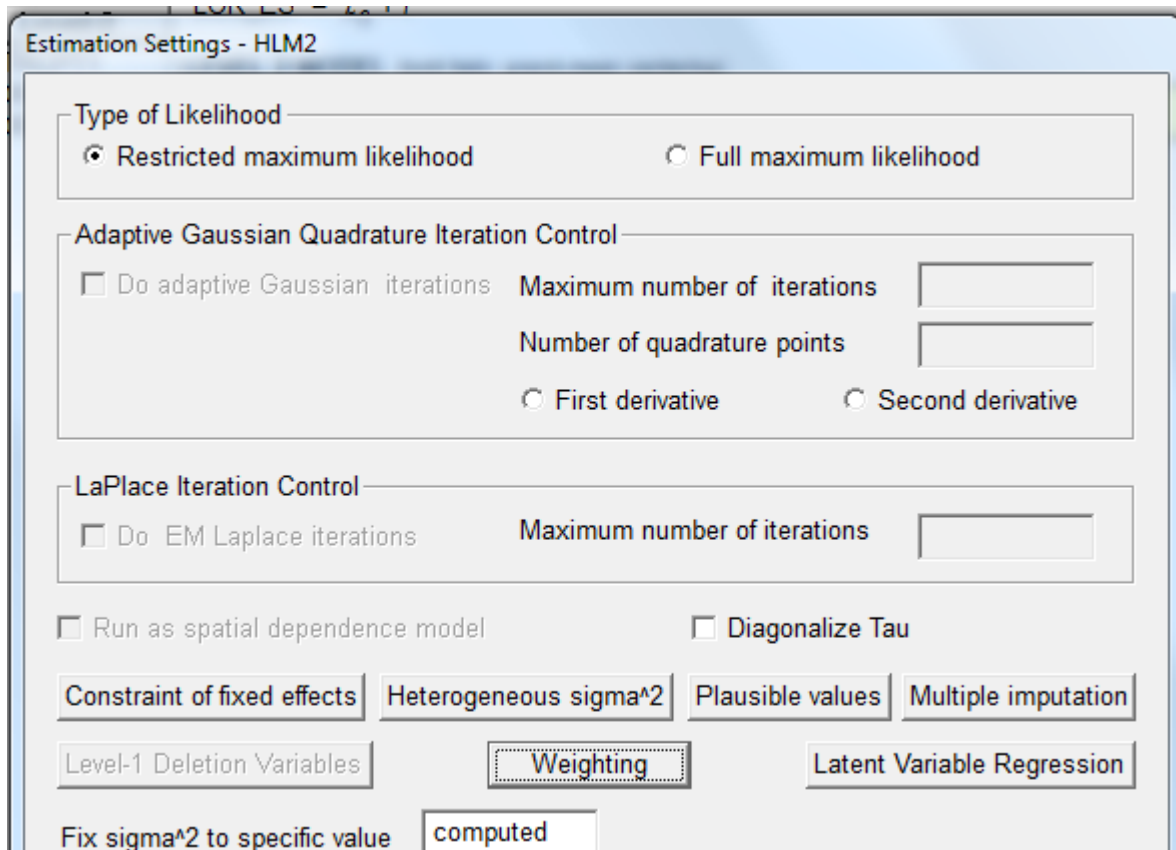 Estimation Settings - HLM2
Type of Likelihood
Restricted maximum likelihood Full maximum likelihood
Adaptive Gaussian Quadrature Iteration Control
Do adaptive Gaussian iterations Maximum number of iterations
Number of quadrature points
First derivative Second derivative
LaPlace Iteration Control
Do EM Laplace iterations Maximum number of iterations
Run as spatial dependence model Diagonalize Tau
Constraint of fixed effects Heterogeneous sigma^2 Plausible values Multiple imputation
Level-1 Deletion Variables Weighting Latent Variable Regression
Fix sigma^2 to specific value computed